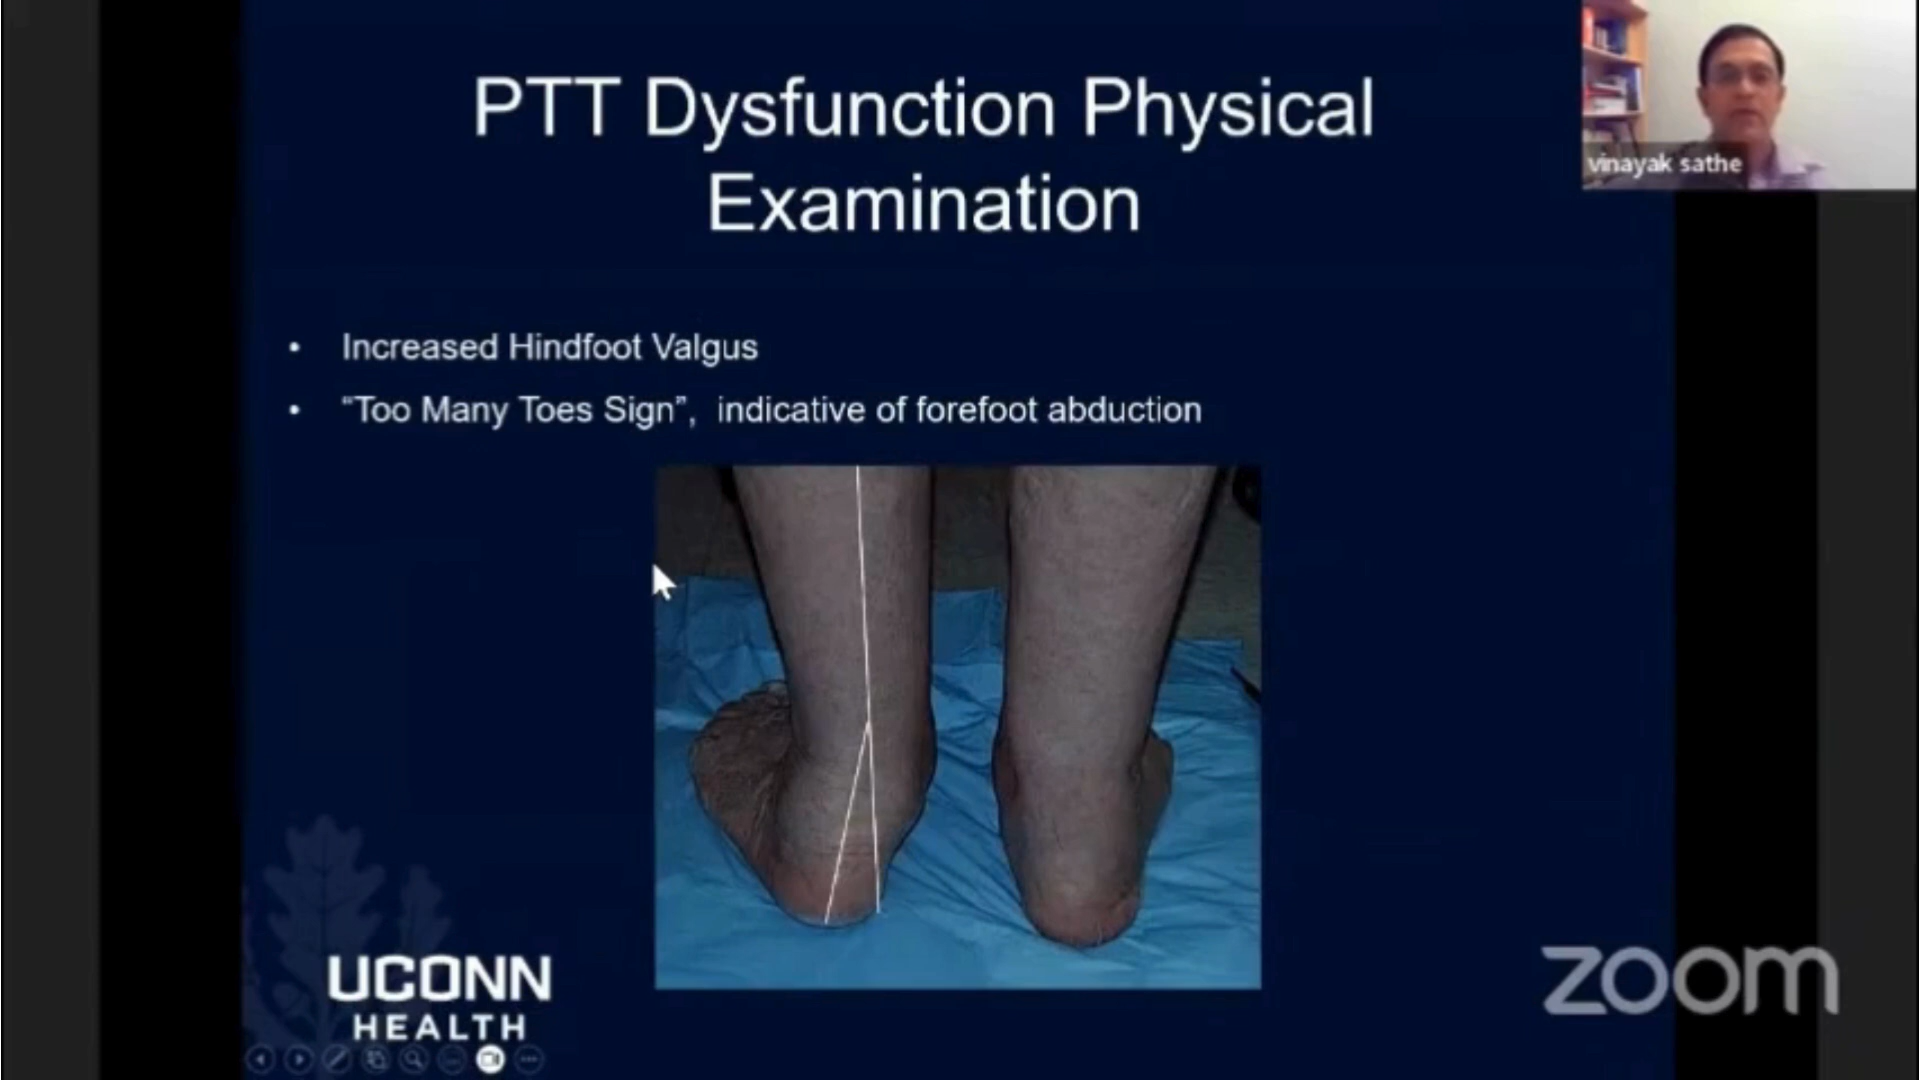 PTT Dysfunction Physical
Examination
vinayak sathe
• Increased Hindfoot Valgus
• “Too Many Toes Sign”, indicative of forefoot abduction
UCONN
HEALTH
zoom